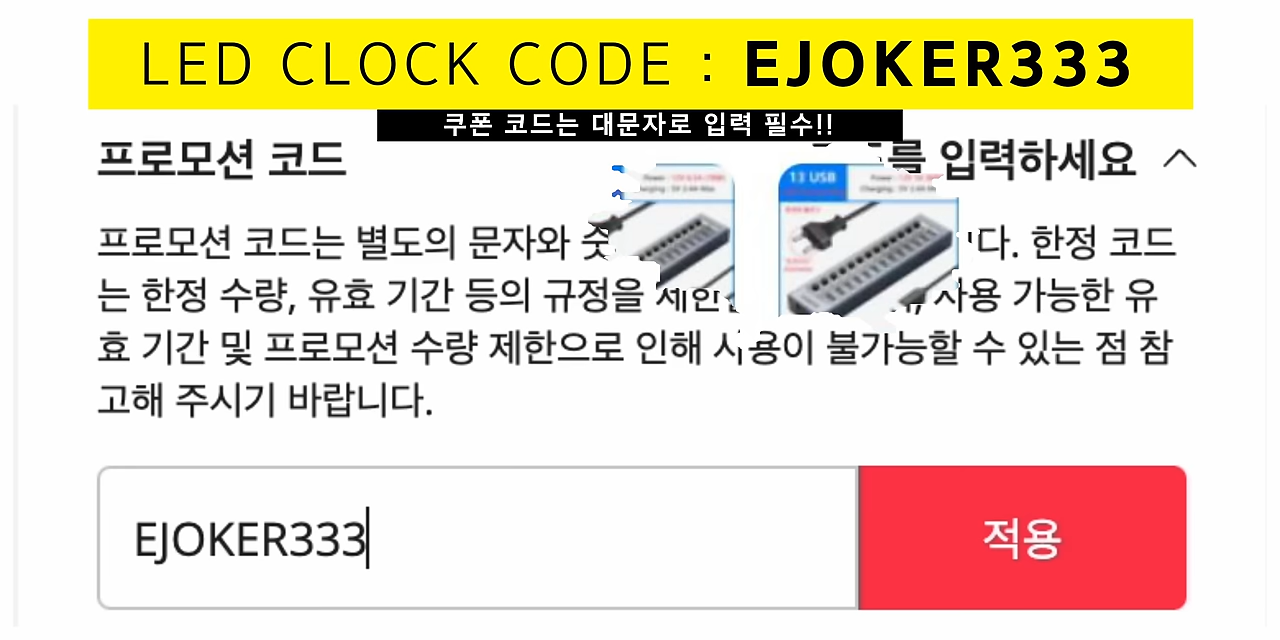 LED CLOCK CODE : EJOKER333
쿠폰 코드는 대문자로 입력 필수!!
프로모션 코드 를 입력하세요
13 USB
프로모션 코드는 별도의 문자와 다. 한정 코드
는 한정 수량, 유효 기간 등의 규정을 사용 가능한 유
효 기간 및 프로모션 수량 제한으로 인해 사용이 불가능할 수 있는 점 참
고해 주시기 바랍니다.
EJOKER333
적용